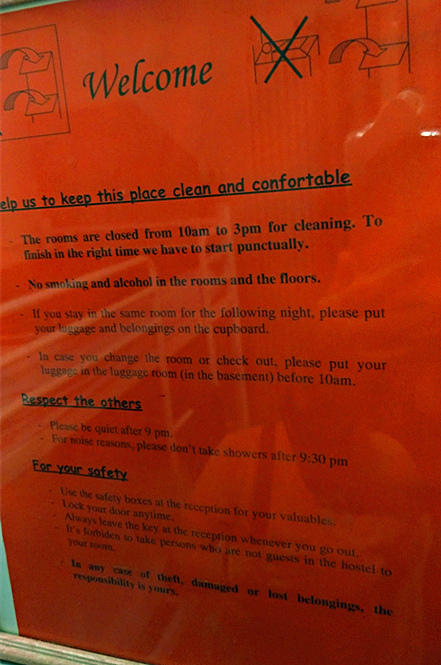 Welcome
elp us to keep this place clean and confortable
- The rooms are closed from 10am to 3pm for cleaning. To
finish in the right time we have to start punctually.
- No smoking and alcohol in the rooms and the floors.
- If you stay in the same room for the following night, please put
your luggage and belongings on the cupboard.
- In case you change the room or check out, please put your
luggage in the luggage room (in the basement) before 10am.
Respect the others
- Please be quiet after 9 pm.
- For noise reasons, please don't take showers after 9:30 pm
For your safety
- Use the safety boxes at the reception for your valuables.
- Lock your door anytime.
- Always leave the key at the reception whenever you go out.
- It's forbiden to take persons who are not guests in the hostel to
your room.
- In any case of theft, damaged or lost belongings, the
responsibility is yours.